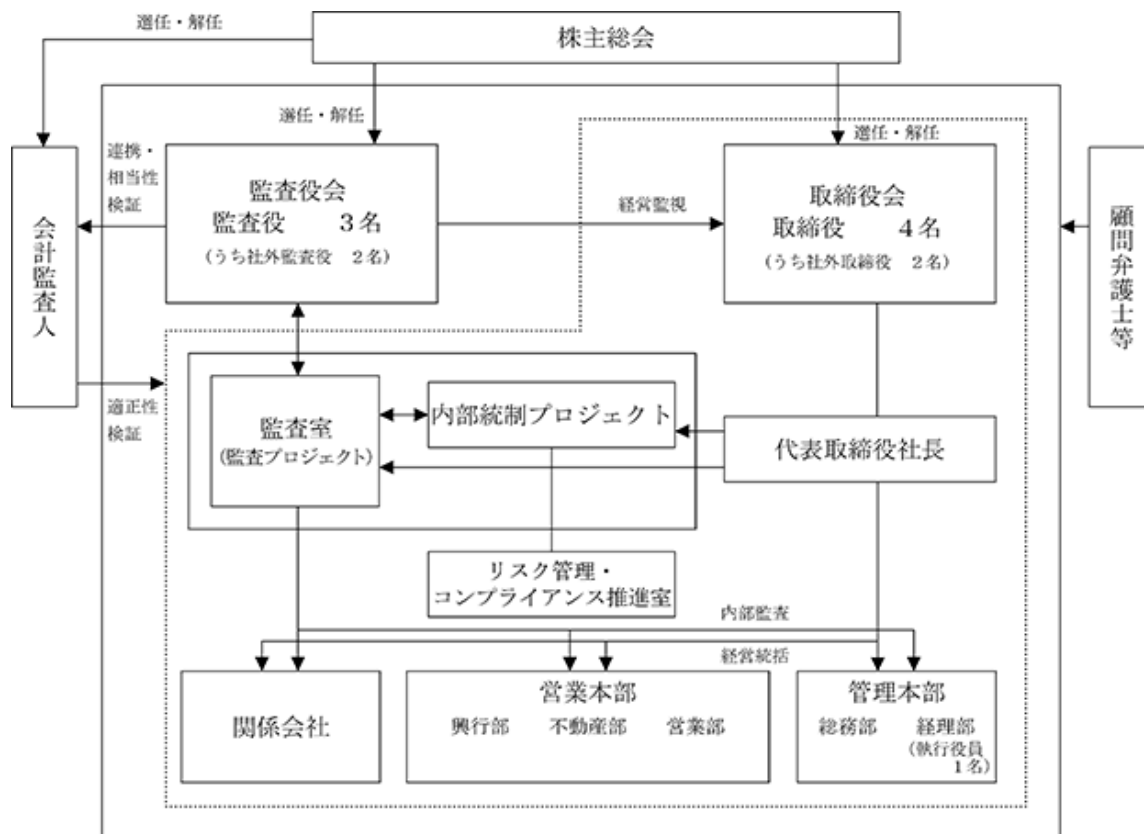 選任・解任
株主総会
選任・解任
選任・解任
連携・
相当性
検証
監査役会
監査役　３名
(うち社外監査役　２名)
経営監視
取締役会
取締役　４名
(うち社外取締役　２名)
会計監査人
顧問弁護士等
適正性
検証
監査室
(監査プロジェクト)
内部統制プロジェクト
代表取締役社長
リスク管理・
コンプライアンス推進室
内部監査
経営統括
関係会社
営業本部
興行部　不動産部　営業部
管理本部
総務部　経理部
(執行役員
１名)